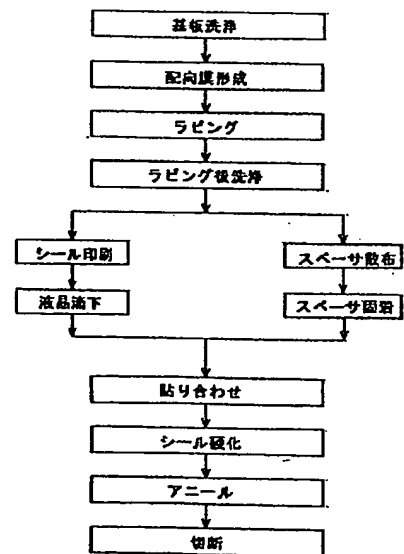 基板洗浄
配向膜形成
ラビング
ラビング後洗浄
シール印刷
スペーサ散布
液晶滴下
スペーサ固着
貼り合わせ
シール硬化
アニール
切断